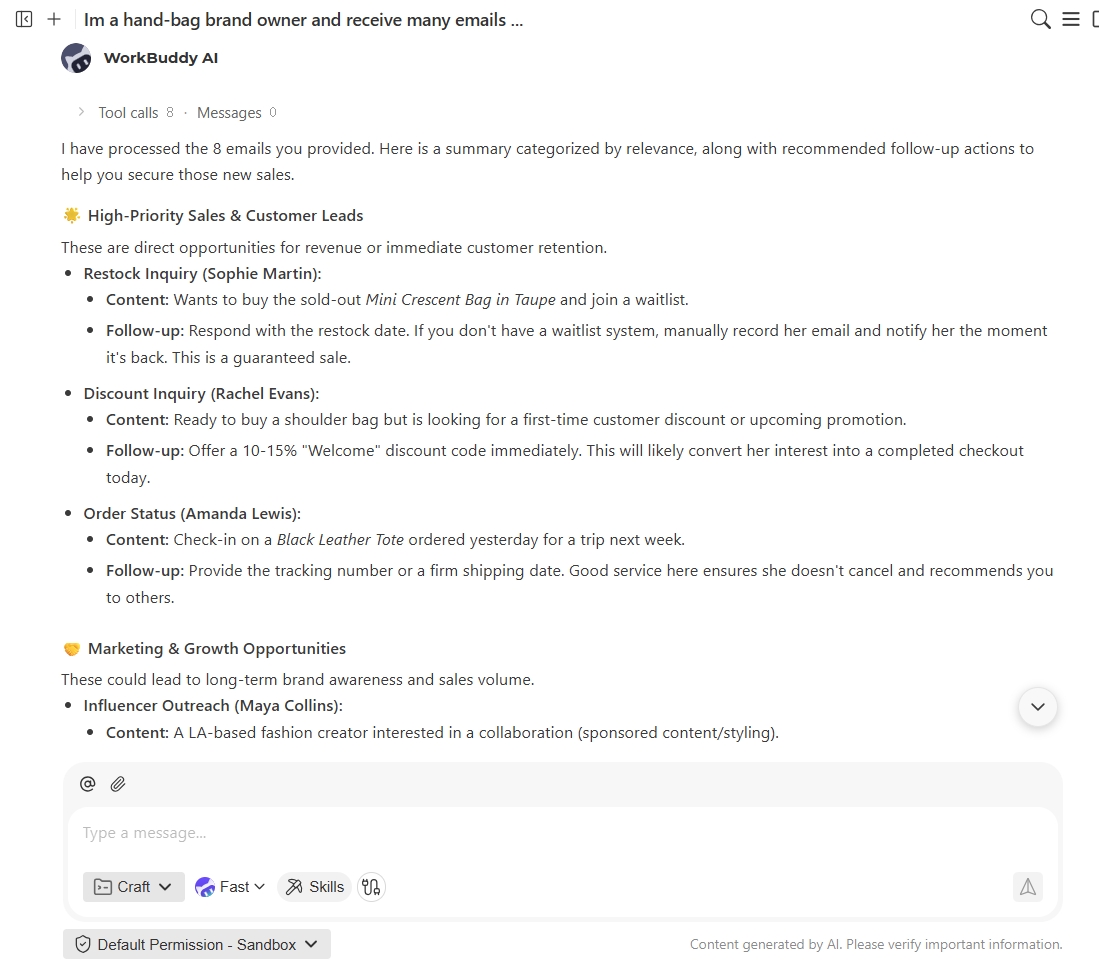 Im a hand-bag brand owner and receive many emails ...
WorkBuddy AI
Tool calls 8 · Messages 0
I have processed the 8 emails you provided. Here is a summary categorized by relevance, along with recommended follow-up actions to
help you secure those new sales.
🌟 High-Priority Sales & Customer Leads
These are direct opportunities for revenue or immediate customer retention.
• Restock Inquiry (Sophie Martin):
• Content: Wants to buy the sold-out Mini Crescent Bag in Taupe and join a waitlist.
• Follow-up: Respond with the restock date. If you don't have a waitlist system, manually record her email and notify her the moment
it's back. This is a guaranteed sale.
• Discount Inquiry (Rachel Evans):
• Content: Ready to buy a shoulder bag but is looking for a first-time customer discount or upcoming promotion.
• Follow-up: Offer a 10-15% "Welcome" discount code immediately. This will likely convert her interest into a completed checkout
today.
• Order Status (Amanda Lewis):
• Content: Check-in on a Black Leather Tote ordered yesterday for a trip next week.
• Follow-up: Provide the tracking number or a firm shipping date. Good service here ensures she doesn't cancel and recommends you
to others.
🤝 Marketing & Growth Opportunities
These could lead to long-term brand awareness and sales volume.
• Influencer Outreach (Maya Collins):
• Content: A LA-based fashion creator interested in a collaboration (sponsored content/styling).
Type a message...
Craft Fast Skills
Default Permission - Sandbox
Content generated by AI. Please verify important information.